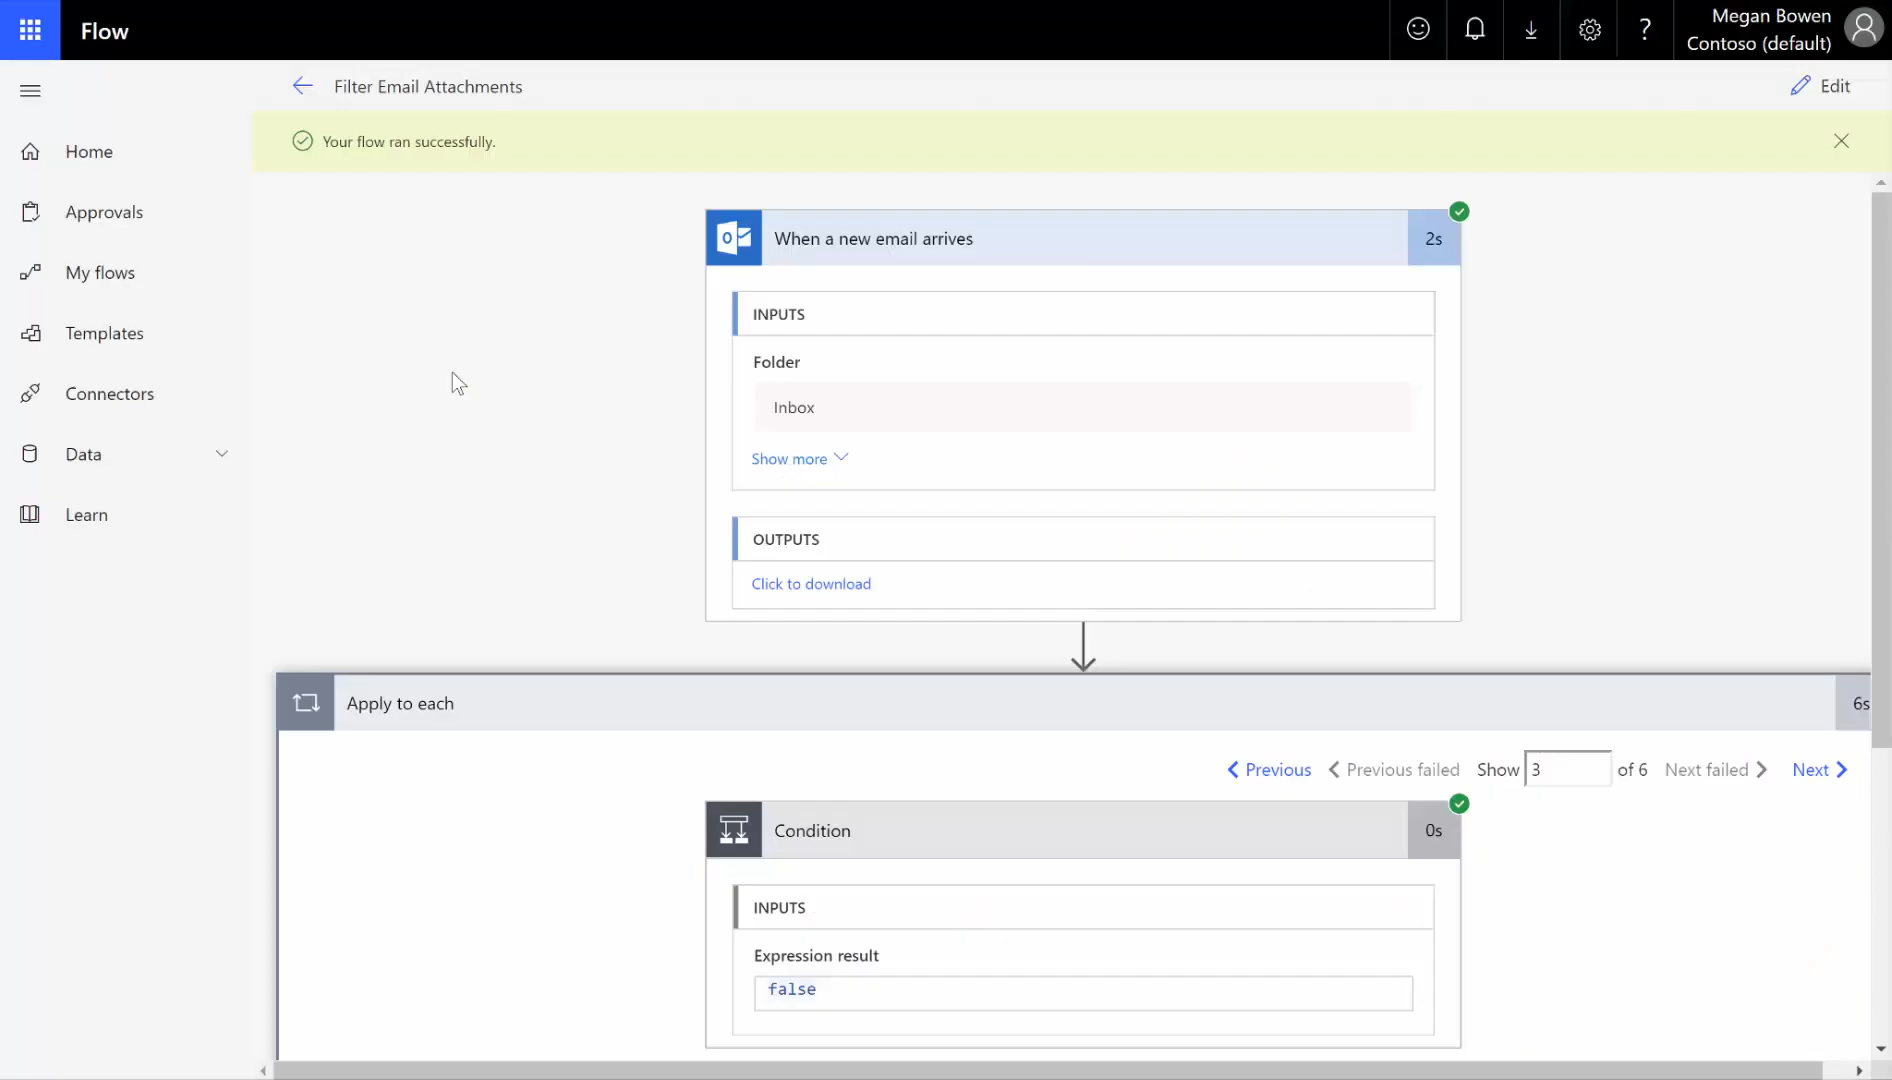 Flow
Megan Bowen
Contoso (default)
Filter Email Attachments
Edit
Your flow ran successfully.
Home
Approvals
My flows
Templates
Connectors
Data
Learn
When a new email arrives
2s
INPUTS
Folder
Inbox
Show more
OUTPUTS
Click to download
Apply to each
6s
Previous Previous failed Show 3 of 6 Next failed Next
Condition
0s
INPUTS
Expression result
false